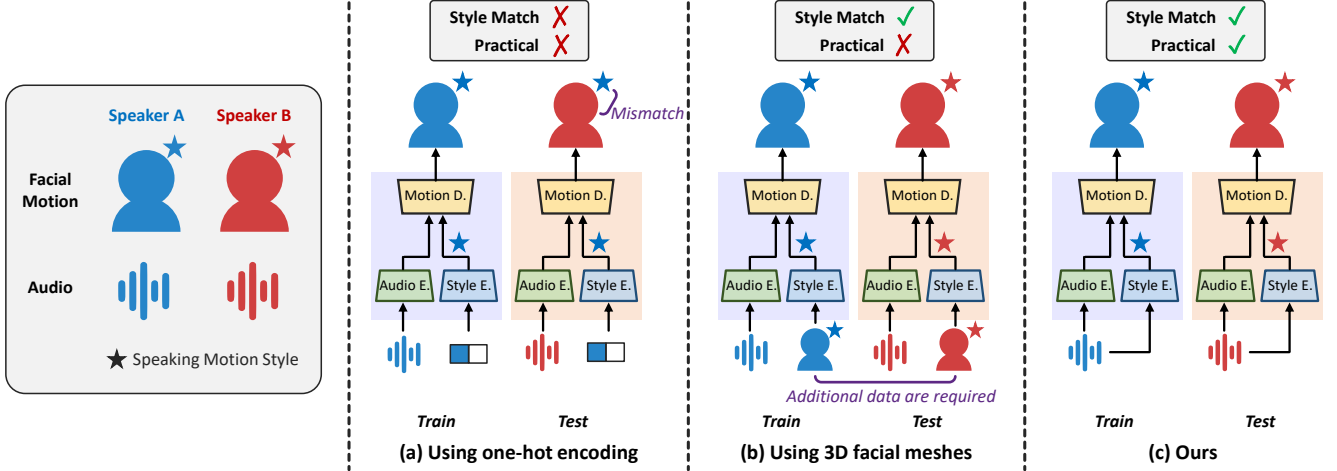 Speaker A
Speaker B
Facial
Motion
Audio
Speaking Motion Style
Style Match ✗
Practical ✗
Mismatch
Motion D.
Motion D.
Audio E.
Style E.
Audio E.
Style E.
Train
Test
(a) Using one-hot encoding
Style Match ✓
Practical ✗
Motion D.
Motion D.
Audio E.
Style E.
Audio E.
Style E.
Additional data are required
Train
Test
(b) Using 3D facial meshes
Style Match ✓
Practical ✓
Motion D.
Motion D.
Audio E.
Style E.
Audio E.
Style E.
Train
Test
(c) Ours